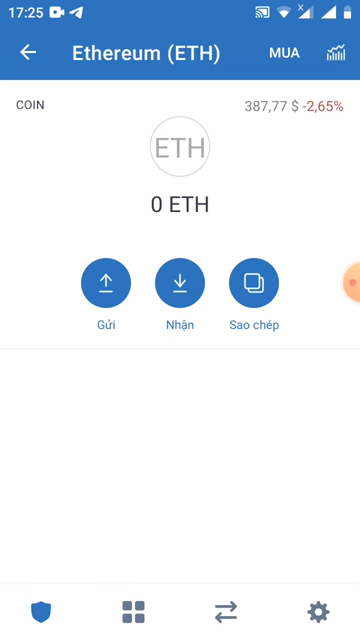 17:25
Ethereum (ETH)
MUA
COIN
387,77 $ -2,65%
ETH
0 ETH
Gửi
Nhận
Sao chép